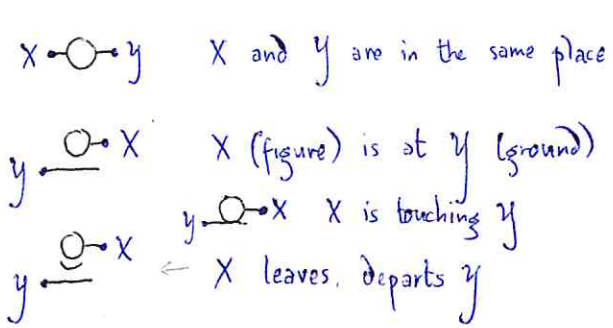 X y X and y are in the same place
X y X (figure) is at y (ground)
y X X is touching y
X y X leaves, departs y